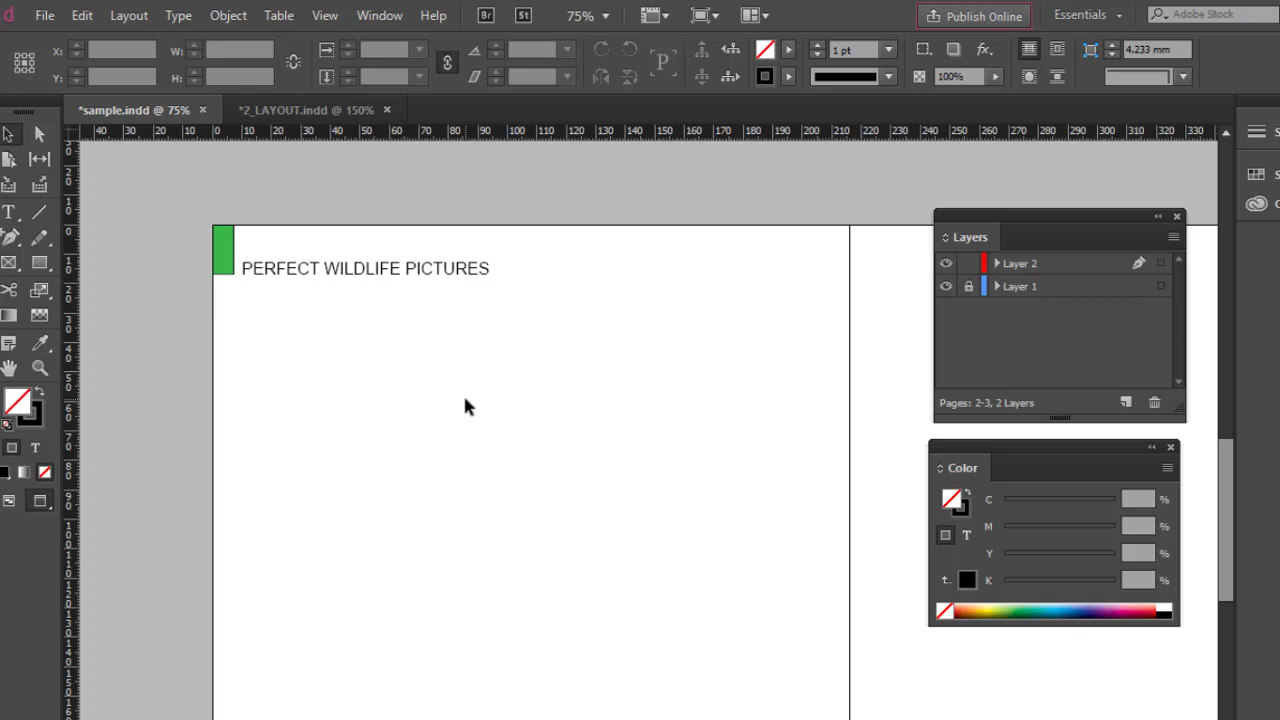 File Edit Layout Type Object Table View Window Help Br St 75% Publish Online Essentials Adobe Stock
X: W: 1 pt fx. 4.233 mm
Y: H: P 100%
*sample.indd @ 75% × *2_LAYOUT.indd @ 150% ×
40 30 20 10 0 10 20 30 40 50 60 70 80 90 100 110 120 130 140 150 160 170 180 190 200 210 220 230 240 250 260 270 280 290 300 310 320 330
PERFECT WILDLIFE PICTURES
Layers
Layer 2
Layer 1
Pages: 2-3, 2 Layers
Color
C %
M %
T
Y %
K %